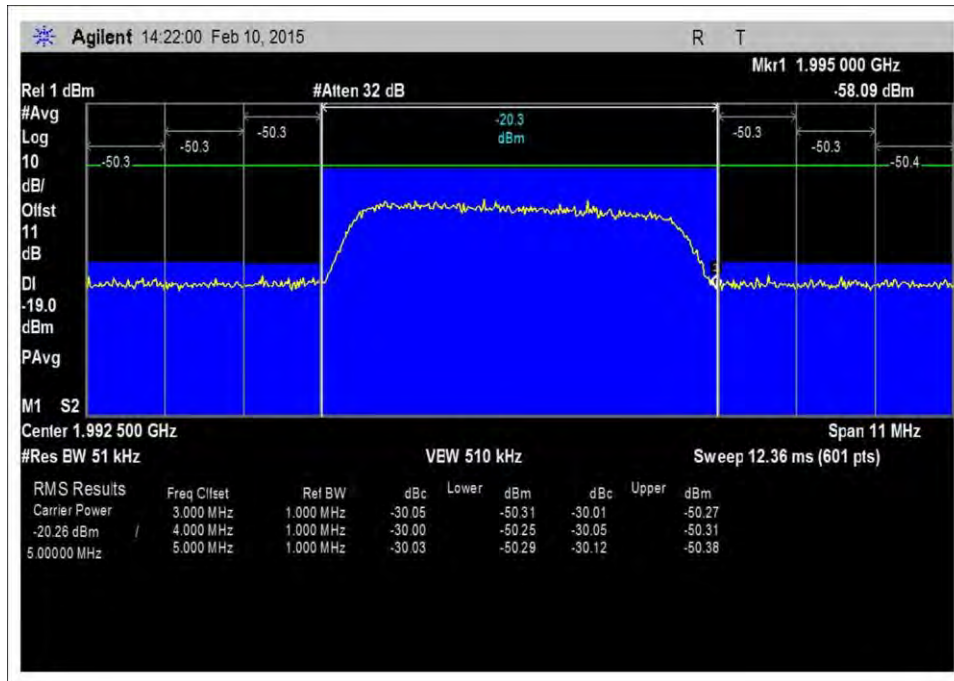 Agilent 14:22:00 Feb 10, 2015 R T
Mkr1 1.995 000 GHz
Rel 1 dBm #Atten 32 dB -58.09 dBm
#Avg
Log
10
dB/
Offst
11
dB
DI
-19.0
dBm
PAvg
M1 S2
-50.3 -50.3 -50.3 -20.3 dBm -50.3 -50.3 -50.4
Center 1.992 500 GHz Span 11 MHz
#Res BW 51 kHz VEW 510 kHz Sweep 12.36 ms (601 pts)
RMS Results Freq Clfset Ref BW dBc Lower dBm dBc Upper dBm
Carrier Power 3.000 MHz 1.000 MHz -30.05 -50.31 -30.01 -50.27
-20.26 dBm / 4.000 MHz 1.000 MHz -30.00 -50.25 -30.05 -50.31
5.00000 MHz 5.000 MHz 1.000 MHz -30.03 -50.29 -30.12 -50.38